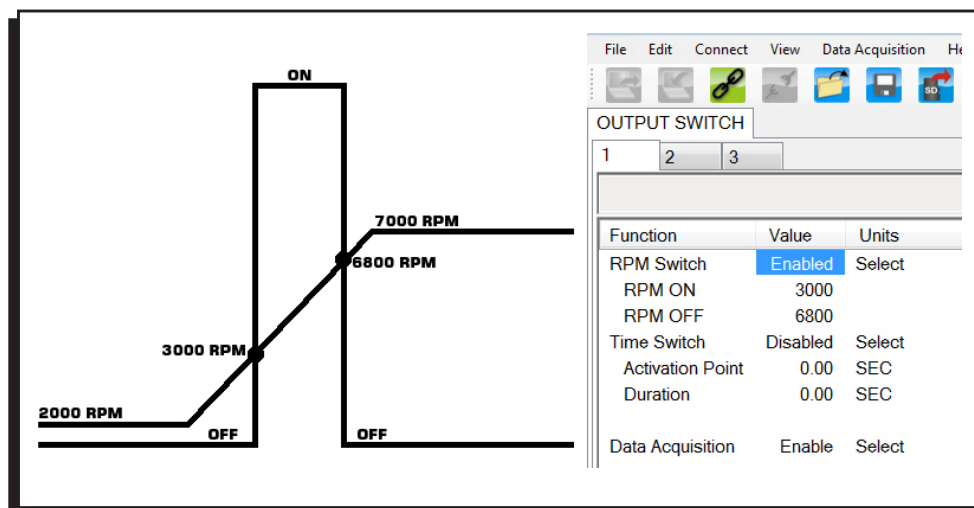 ON
7000 RPM
6800 RPM
3000 RPM
2000 RPM
OFF
OFF
File Edit Connect View Data Acquisition
SD
OUTPUT SWITCH
1 2 3
Function Value Units
RPM Switch Enabled Select
RPM ON 3000
RPM OFF 6800
Time Switch Disabled Select
Activation Point 0.00 SEC
Duration 0.00 SEC
Data Acquisition Enable Select